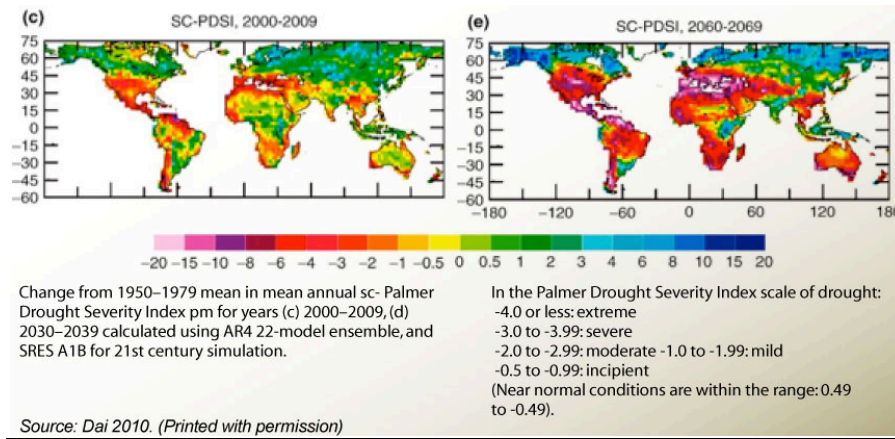 (c)
SC-PDSI, 2000-2009
75
60
45
30
15
0
−15
−30
−45
−60
(e)
SC-PDSI, 2060-2069
75
60
45
30
15
0
−15
−30
−45
−60
−180 −120 −60 0 60 120 180
−20 −15 −10 −8 −6 −4 −3 −2 −1 −0.5 0 0.5 1 2 3 4 6 8 10 15 20
Change from 1950–1979 mean in mean annual sc- Palmer
Drought Severity Index pm for years (c) 2000–2009, (d)
2030–2039 calculated using AR4 22-model ensemble, and
SRES A1B for 21st century simulation.
In the Palmer Drought Severity Index scale of drought:
-4.0 or less: extreme
-3.0 to -3.99: severe
-2.0 to -2.99: moderate -1.0 to -1.99: mild
-0.5 to -0.99: incipient
(Near normal conditions are within the range: 0.49
to -0.49).
Source: Dai 2010. (Printed with permission)